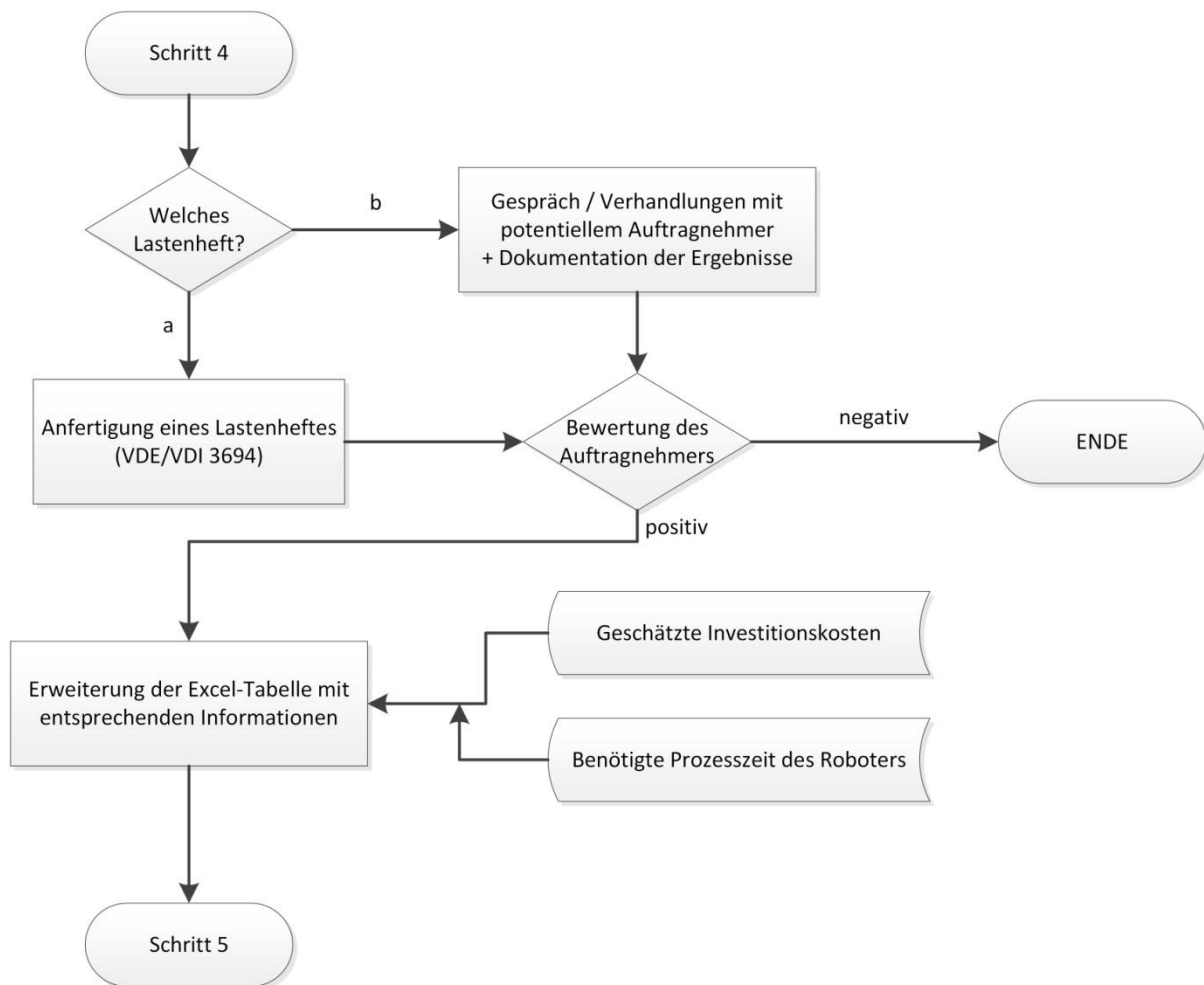 Schritt 4
Welches
Lastenheft?
b
Gespräch / Verhandlungen mit
potentiellem Auftragnehmer
+ Dokumentation der Ergebnisse
a
Anfertigung eines Lastenheftes
(VDE/VDI 3694)
Bewertung des
Auftragnehmers
negativ
ENDE
positiv
Geschätzte Investitionskosten
Erweiterung der Excel-Tabelle mit
entsprechenden Informationen
Benötigte Prozesszeit des Roboters
Schritt 5